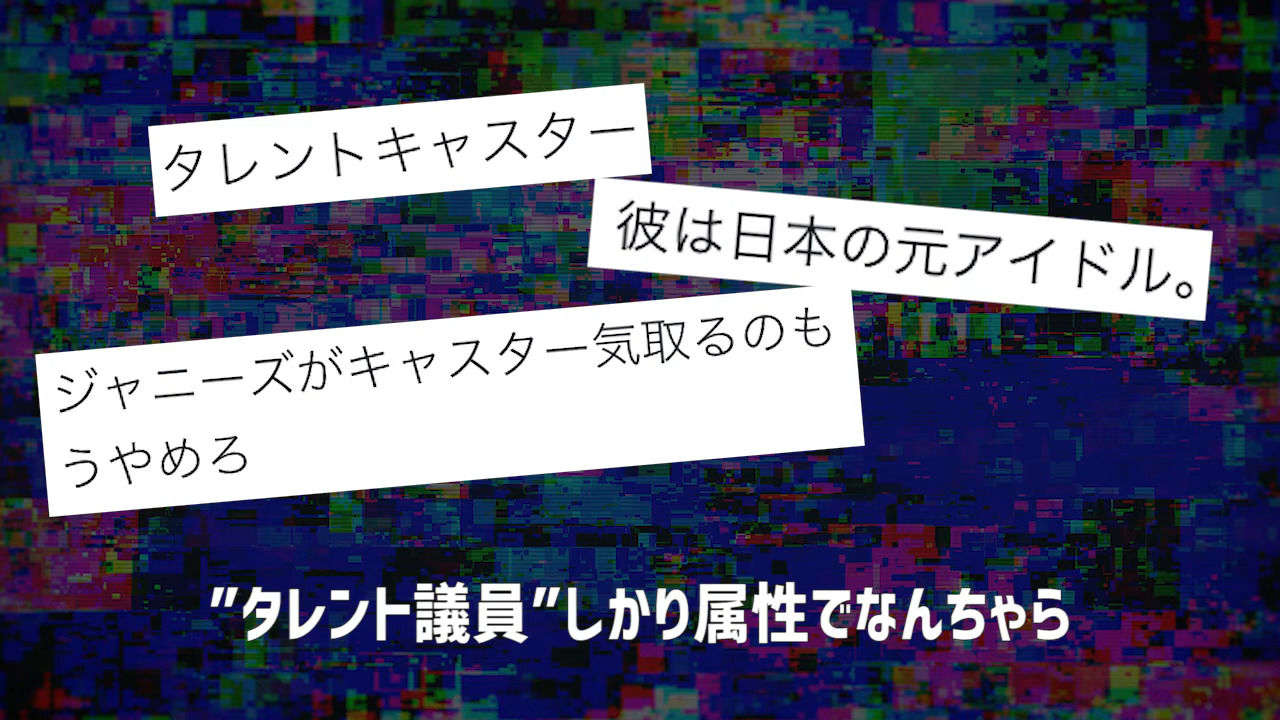 タレントキャスター
彼は日本の元アイドル。
ジャニーズがキャスター気取るのも
うやめろ
”タレント議員”しかり属性でなんちゃら